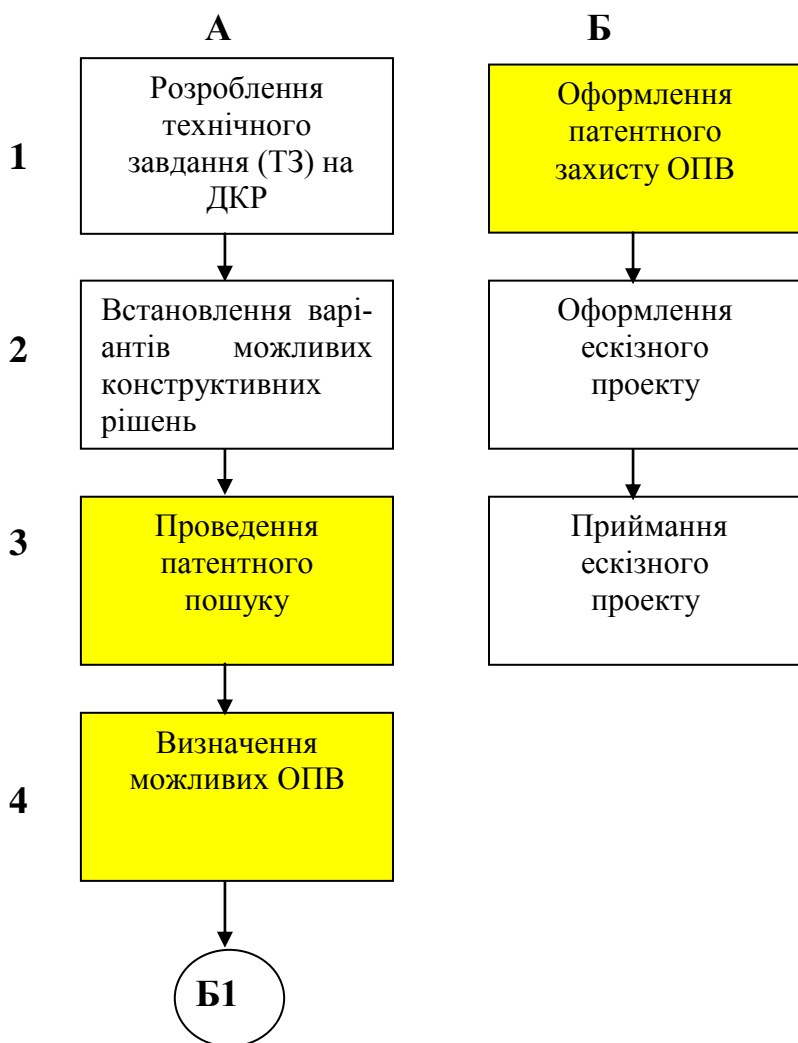 А
Б
1
Розроблення
технічного
завдання (ТЗ) на
ДКР
Оформлення
патентного
захисту ОПВ
2
Встановлення варі-
антів можливих
конструктивних
рішень
Оформлення
ескізного
проекту
3
Проведення
патентного
пошуку
Приймання
ескізного
проекту
4
Визначення
можливих ОПВ
Б1